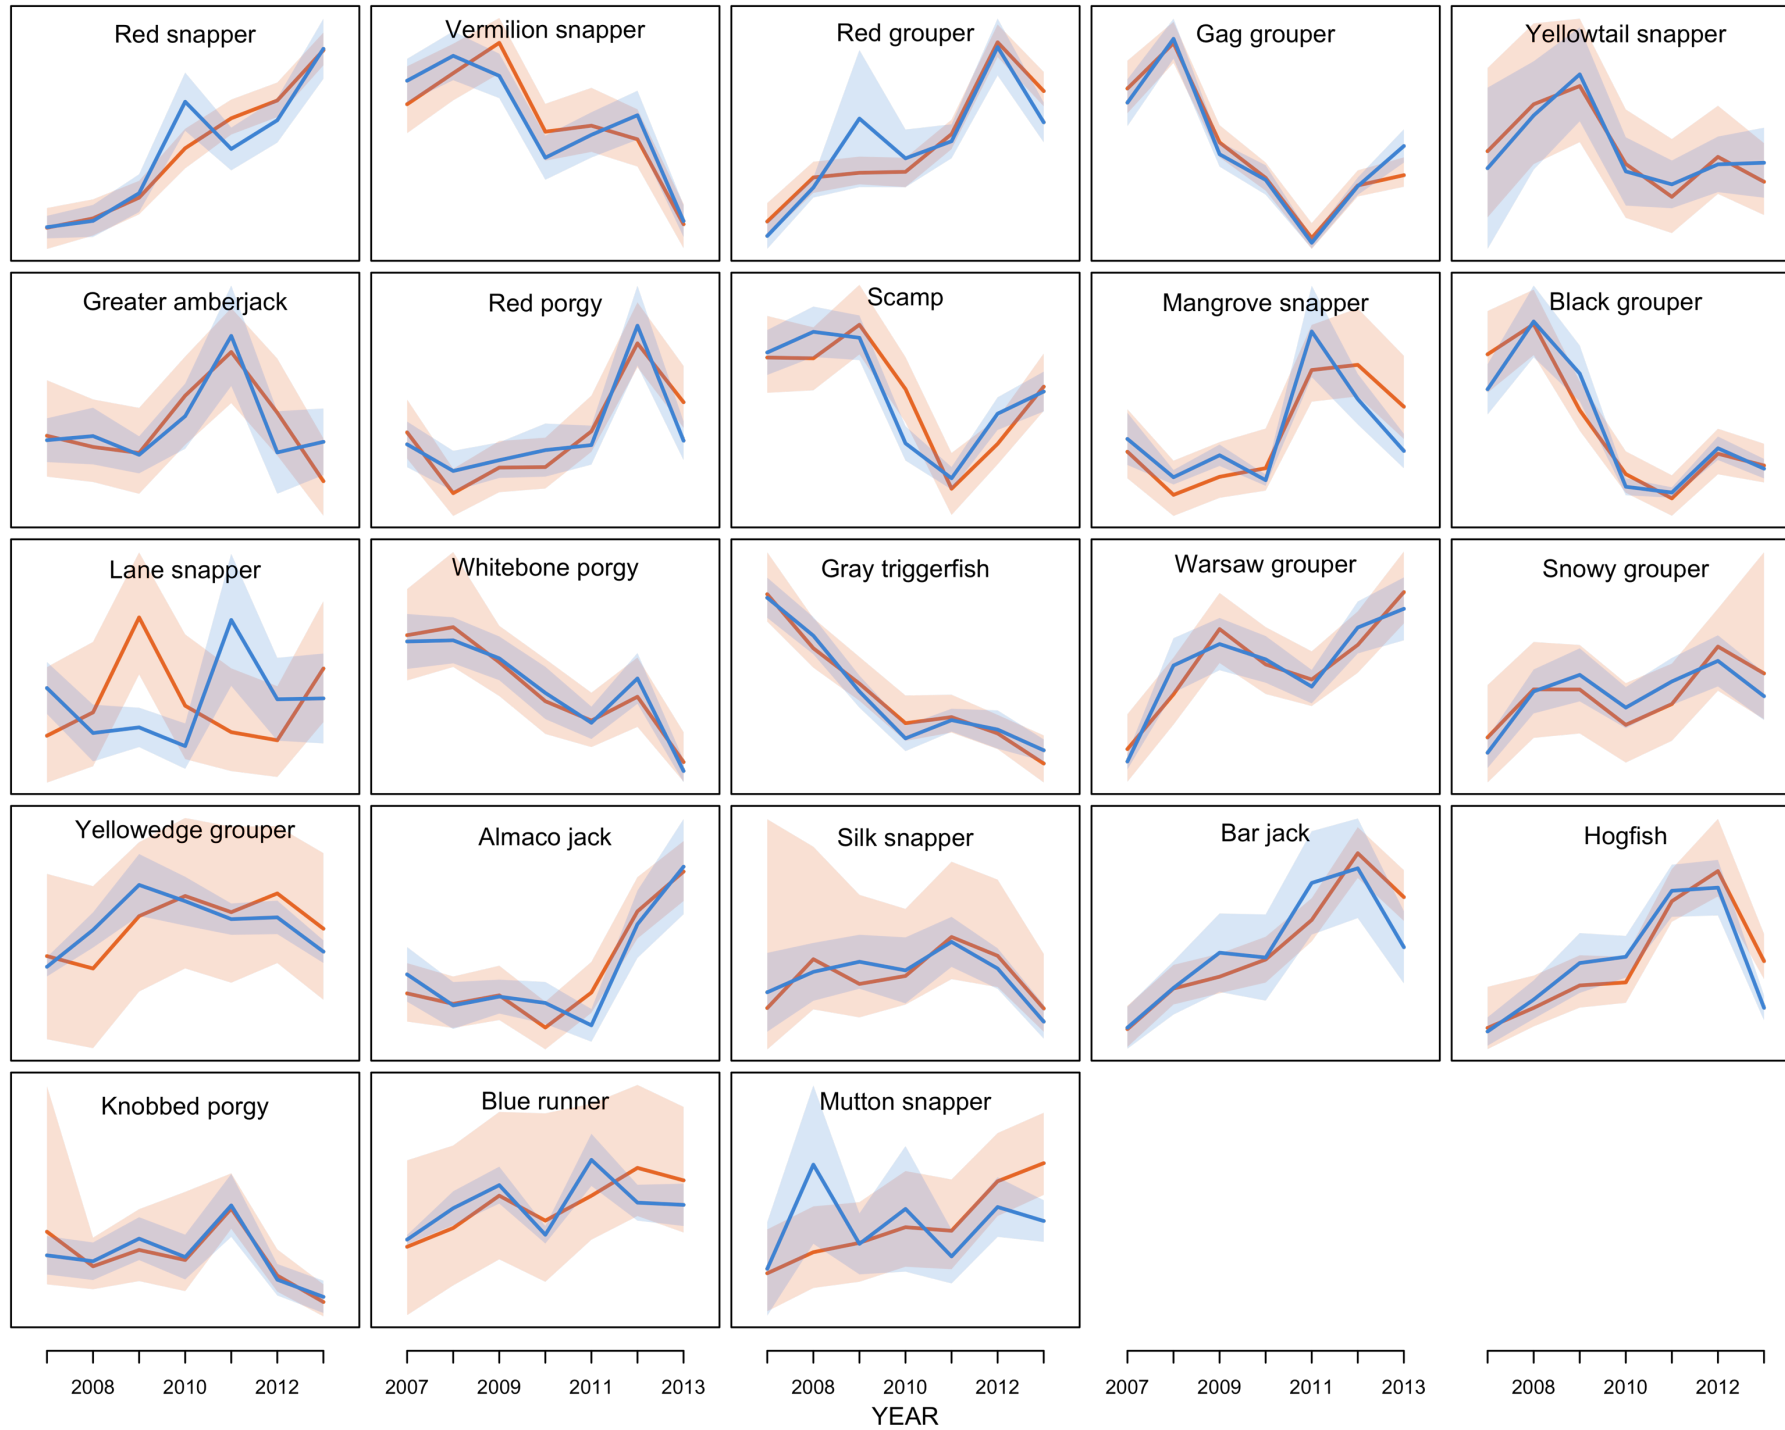 Red snapper
Vermilion snapper
Red grouper
Gag grouper
Yellowtail snapper
Greater amberjack
Red porgy
Scamp
Mangrove snapper
Black grouper
Lane snapper
Whitebone porgy
Gray triggerfish
Warsaw grouper
Snowy grouper
Yellowedge grouper
Almaco jack
Silk snapper
Bar jack
Hogfish
Knobbed porgy
Blue runner
Mutton snapper
2008 2010 2012
2007 2009 2011 2013
2008 2010 2012
2007 2009 2011 2013
2008 2010 2012
YEAR